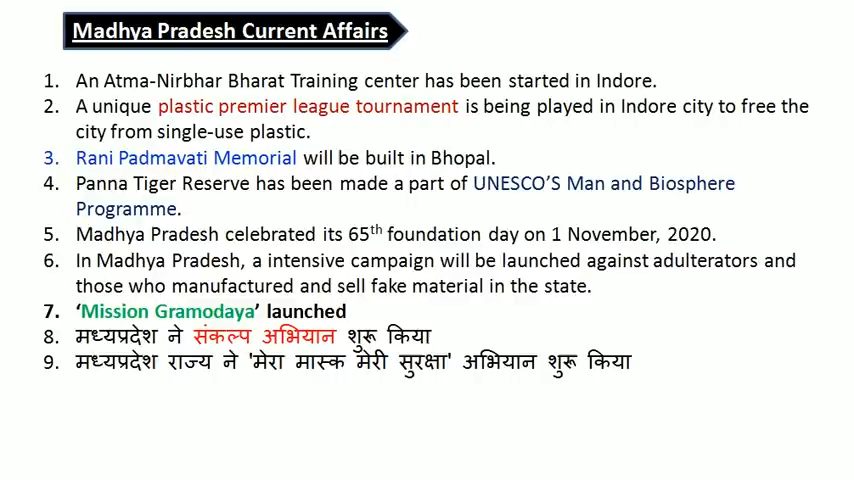 Madhya Pradesh Current Affairs
1. An Atma-Nirbhar Bharat Training center has been started in Indore.
2. A unique plastic premier league tournament is being played in Indore city to free the
city from single-use plastic.
3. Rani Padmavati Memorial will be built in Bhopal.
4. Panna Tiger Reserve has been made a part of UNESCO'S Man and Biosphere
Programme.
5. Madhya Pradesh celebrated its 65th foundation day on 1 November, 2020.
6. In Madhya Pradesh, a intensive campaign will be launched against adulterators and
those who manufactured and sell fake material in the state.
7. ‘Mission Gramodaya’ launched
8. मध्यप्रदेश ने संकल्प अभियान शुरू किया
9. मध्यप्रदेश राज्य ने 'मेरा मास्क मेरी सुरक्षा' अभियान शुरू किया